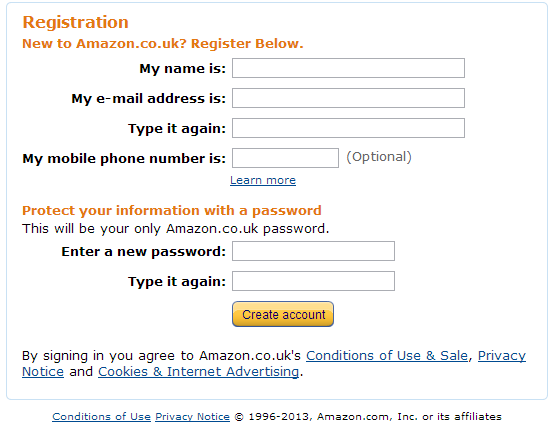 Registration
New to Amazon.co.uk? Register Below.
My name is:
My e-mail address is:
Type it again:
My mobile phone number is: (Optional)
Learn more
Protect your information with a password
This will be your only Amazon.co.uk password.
Enter a new password:
Type it again:
Create account
By signing in you agree to Amazon.co.uk's Conditions of Use & Sale, Privacy
Notice and Cookies & Internet Advertising.
Conditions of Use Privacy Notice © 1996-2013, Amazon.com, Inc. or its affiliates